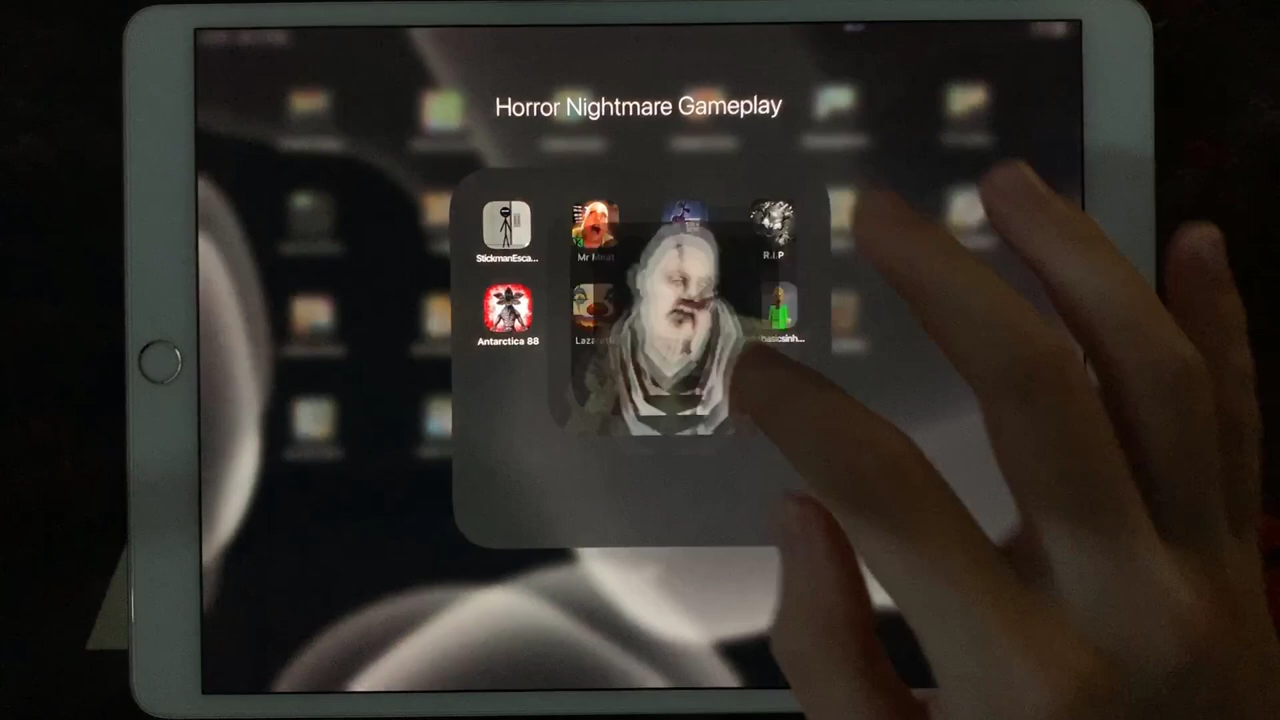 Horror Nightmare Gameplay
StickmanEsca...
Mr Meat
R.I.P
Antarctica 88